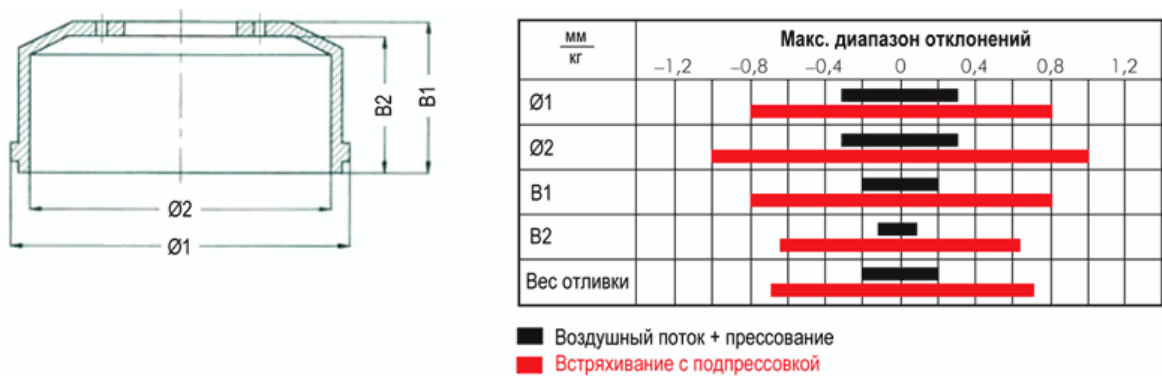 B2
B1
Ø2
Ø1
мм
кг
Макс. диапазон отклонений
–1,2 –0,8 –0,4 0 0,4 0,8 1,2
Ø1
Ø2
B1
B2
Вес отливки
Воздушный поток + прессование
Встряхивание с подпрессовкой